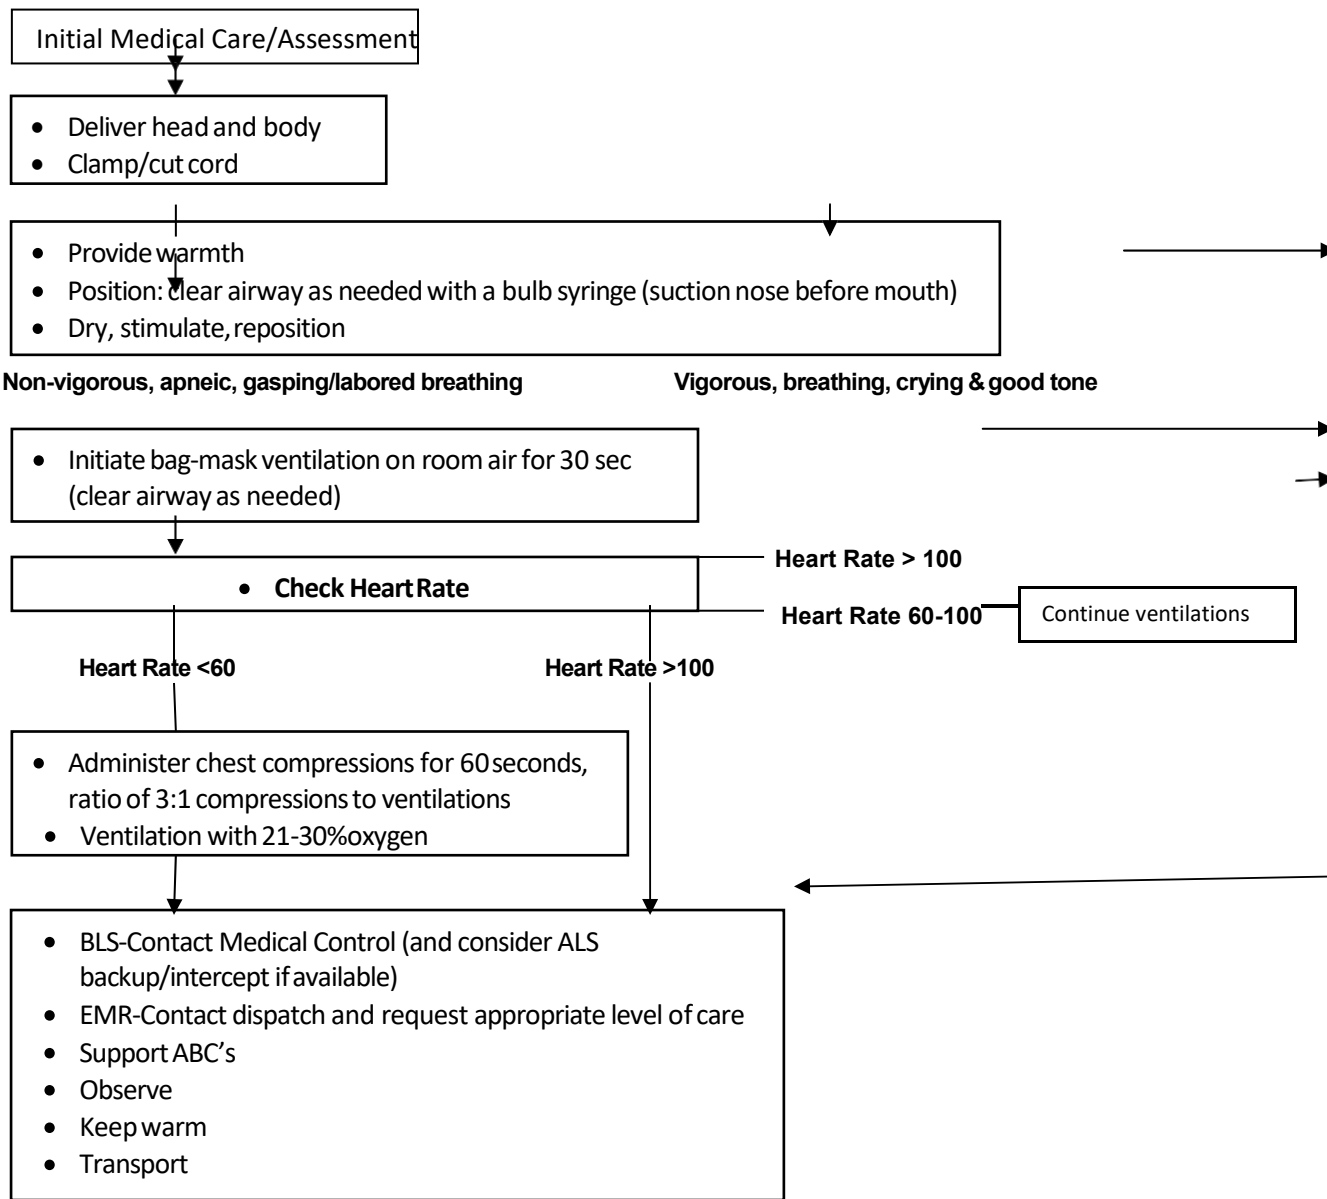 Initial Medical Care/Assessment
• Deliver head and body
• Clamp/cut cord
• Provide warmth
• Position: clear airway as needed with a bulb syringe (suction nose before mouth)
• Dry, stimulate, reposition
Non-vigorous, apneic, gasping/labored breathing
Vigorous, breathing, crying & good tone
• Initiate bag-mask ventilation on room air for 30 sec
(clear airway as needed)
Heart Rate > 100
• Check Heart Rate
Heart Rate 60-100
Continue ventilations
Heart Rate <60
Heart Rate >100
• Administer chest compressions for 60 seconds,
ratio of 3:1 compressions to ventilations
• Ventilation with 21-30%oxygen
• BLS-Contact Medical Control (and consider ALS
backup/intercept if available)
• EMR-Contact dispatch and request appropriate level of care
• Support ABC’s
• Observe
• Keep warm
• Transport